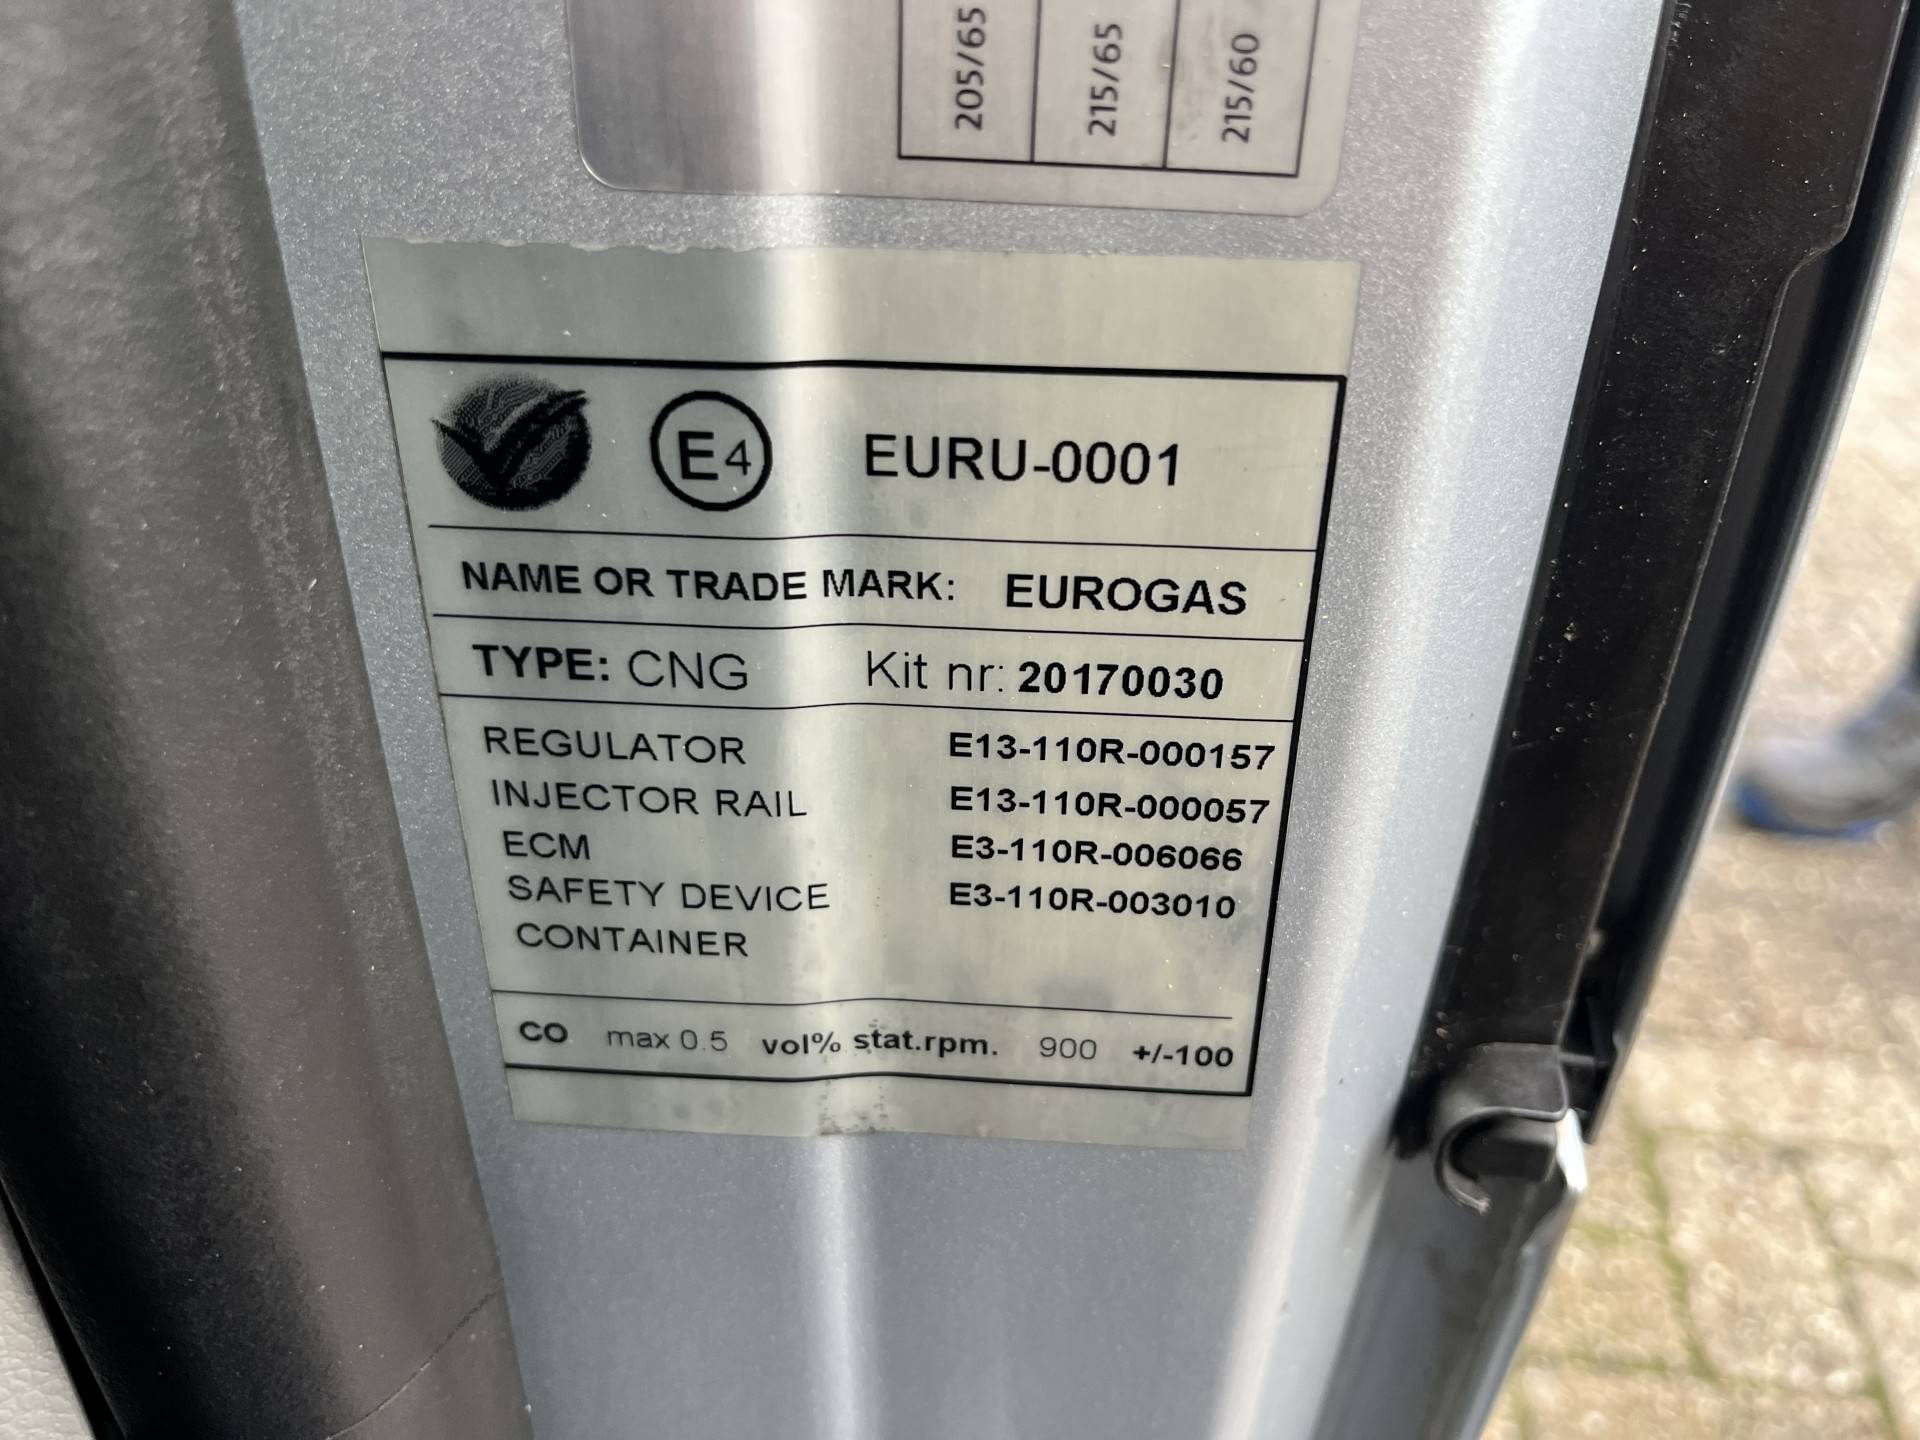 205/65
215/65
215/60
E4 EURU-0001
NAME OR TRADE MARK: EUROGAS
TYPE: CNG Kit nr: 20170030
REGULATOR E13-110R-000157
INJECTOR RAIL E13-110R-000057
ECM E3-110R-006066
SAFETY DEVICE E3-110R-003010
CONTAINER
CO max 0.5 vol% stat.rpm. 900 +/-100